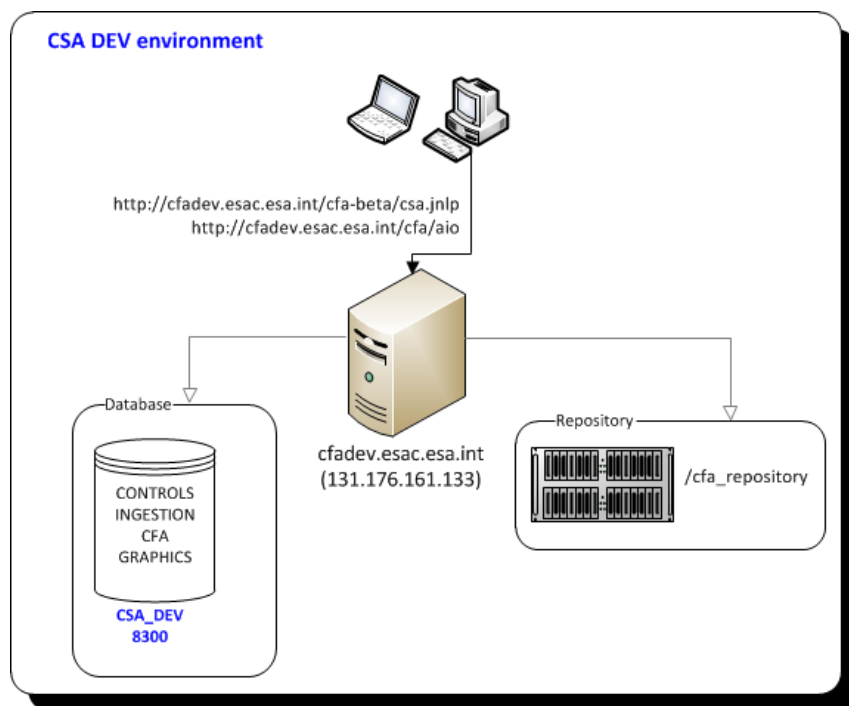 CSA DEV environment
http://cfadev.esac.esa.int/cfa-beta/csa.jnlp
http://cfadev.esac.esa.int/cfa/aio
cfadev.esac.esa.int
(131.176.161.133)
Database
CONTROLS
INGESTION
CFA
GRAPHICS
CSA_DEV
8300
Repository
/cfa_repository